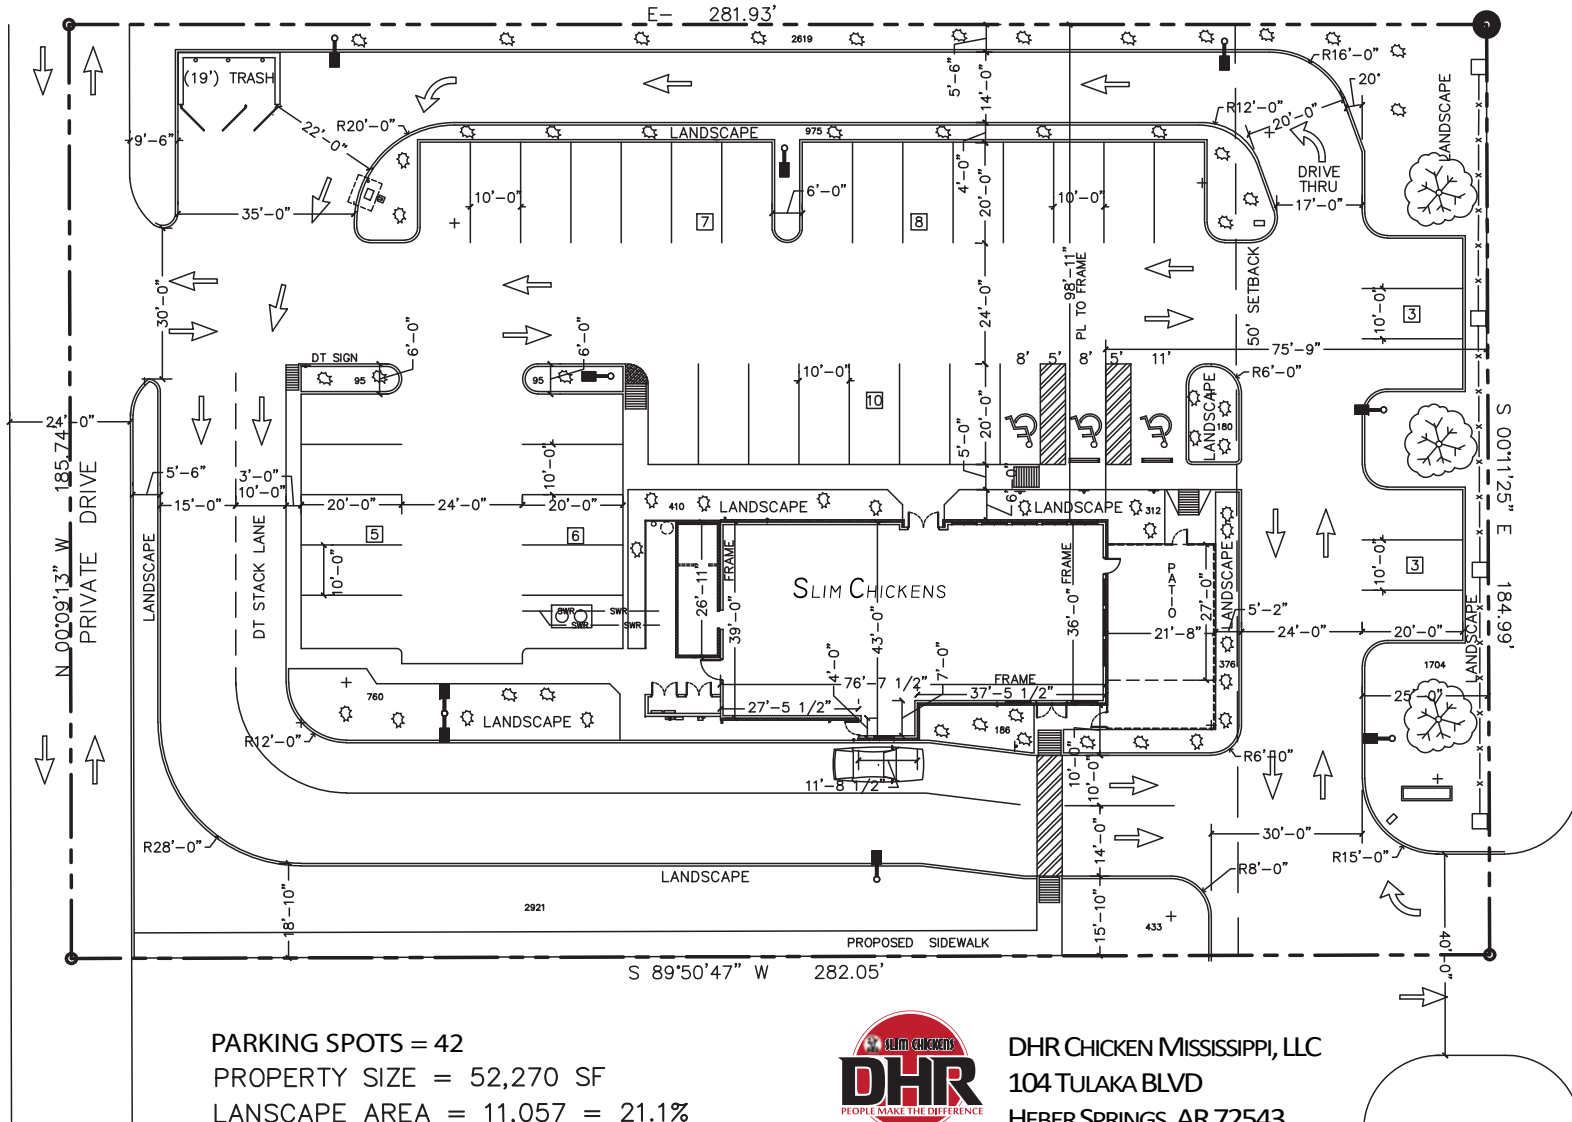 E– 281.93'
2619
(19') TRASH
5'-6"
14'-0"
R16'-0"
20°
LANDSCAPE
9'-6"
22'-0"
R20'-0"
LANDSCAPE
975
R12'-0"
20'-0"
4'-0"
DRIVE
THRU
10'-0"
6'-0"
20'-0"
10'-0"
17'-0"
35'-0"
7
8
30'-0"
24'-0"
98'-11"
PL TO FRAME
50' SETBACK
10'-0"
3
75'-9"
DT SIGN
95
6'-0"
95
6'-0"
10'-0"
10
8'
5'
8'
5'
11'
R6'-0"
LANDSCAPE
180
20'-0"
24'-0"
N 00°09'13" W 185.74'
PRIVATE DRIVE
S 00°11'25" E 184.99'
5'-6"
3'-0"
15'-0"
10'-0"
20'-0"
24'-0"
20'-0"
10'-0"
5'-0"
6'-0"
410
LANDSCAPE
LANDSCAPE
312
LANDSCAPE
DT STACK LANE
5
6
10'-0"
FRAME
26'-11"
39'-0"
SLIM CHICKENS
43'-0"
FRAME
36'-0"
PATIO
27'-0"
LANDSCAPE
10'-0"
3
SWR
SWR
SWR
SWR
21'-8"
5'-2"
24'-0"
20'-0"
LANDSCAPE
376
1704
4'-0"
76'-7 1/2"
7'-0"
FRAME
37'-5 1/2"
27'-5 1/2"
25'-0"
760
LANDSCAPE
R12'-0"
186
10'-0"
10'-0"
R6'-0"
11'-8 1/2"
R28'-0"
14'-0"
30'-0"
R15'-0"
R8'-0"
LANDSCAPE
2921
18'-10"
15'-10"
433
40'-0"
PROPOSED SIDEWALK
S 89°50'47" W 282.05'
PARKING SPOTS = 42
PROPERTY SIZE = 52,270 SF
LANSCAPE AREA = 11,057 = 21.1%
SLIM CHICKENS
DHR
PEOPLE MAKE THE DIFFERENCE
DHR CHICKEN MISSISSIPPI, LLC
104 TULAKA BLVD
HEBER SPRINGS, AR 72543